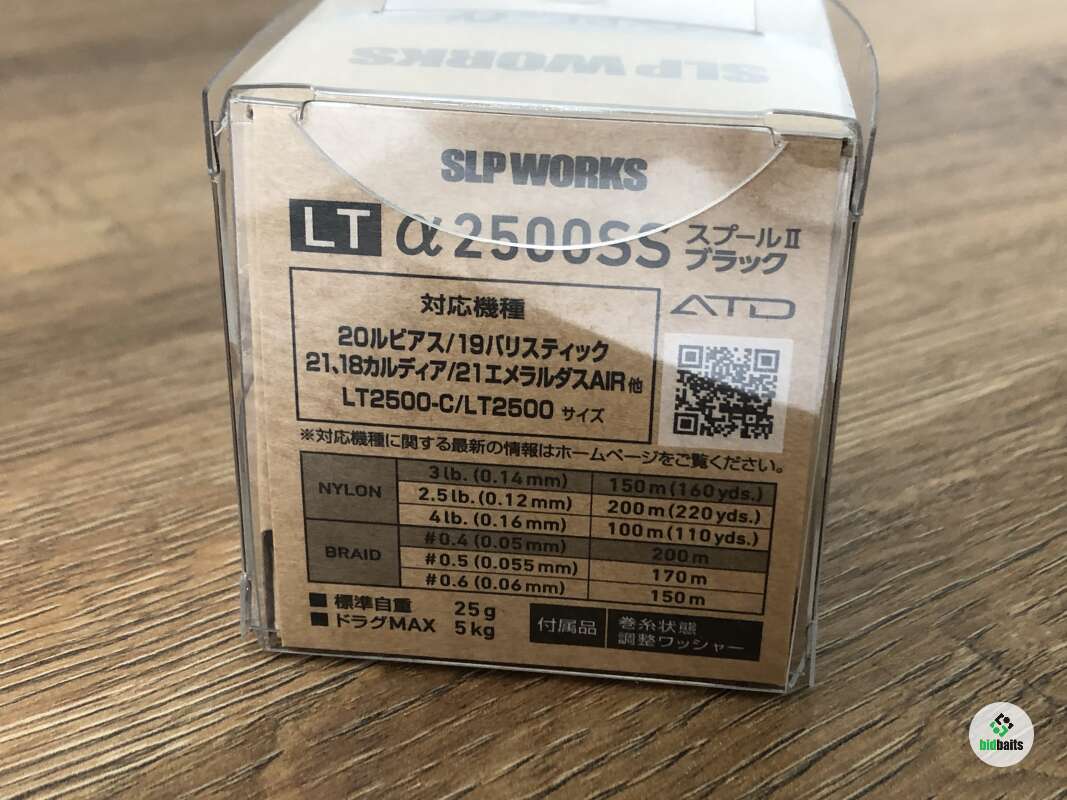 SLP WORKS
SLP WORKS
LT α 2500SS スプールII ブラック
ATD
対応機種
20ルビアス/19バリスティック
21、18カルディア/21エメラルダスAIR 他
LT2500-C/LT2500 サイズ
※対応機種に関する最新の情報はホームページをご覧ください。
NYLON
3lb. (0.14mm) 150m (160yds.)
2.5lb. (0.12mm) 200m (220yds.)
4lb. (0.16mm) 100m (110yds.)
BRAID
#0.4 (0.05mm) 200m
#0.5 (0.055mm) 170m
#0.6 (0.06mm) 150m
■ 標準自重 25g
■ ドラグMAX 5kg
付属品 巻糸状態 調整ワッシャー
bidbaits